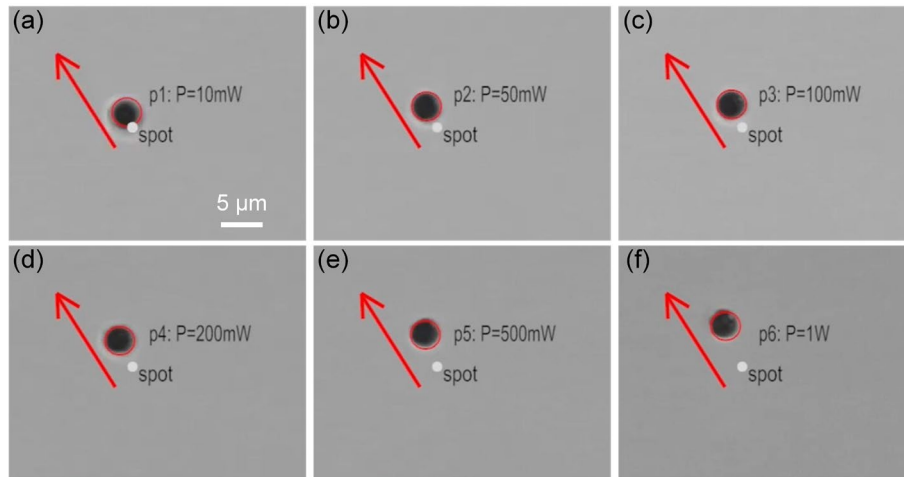 (a)
p1: P=10mW
spot
5 μm
(b)
p2: P=50mW
spot
(c)
p3: P=100mW
spot
(d)
p4: P=200mW
spot
(e)
p5: P=500mW
spot
(f)
p6: P=1W
spot